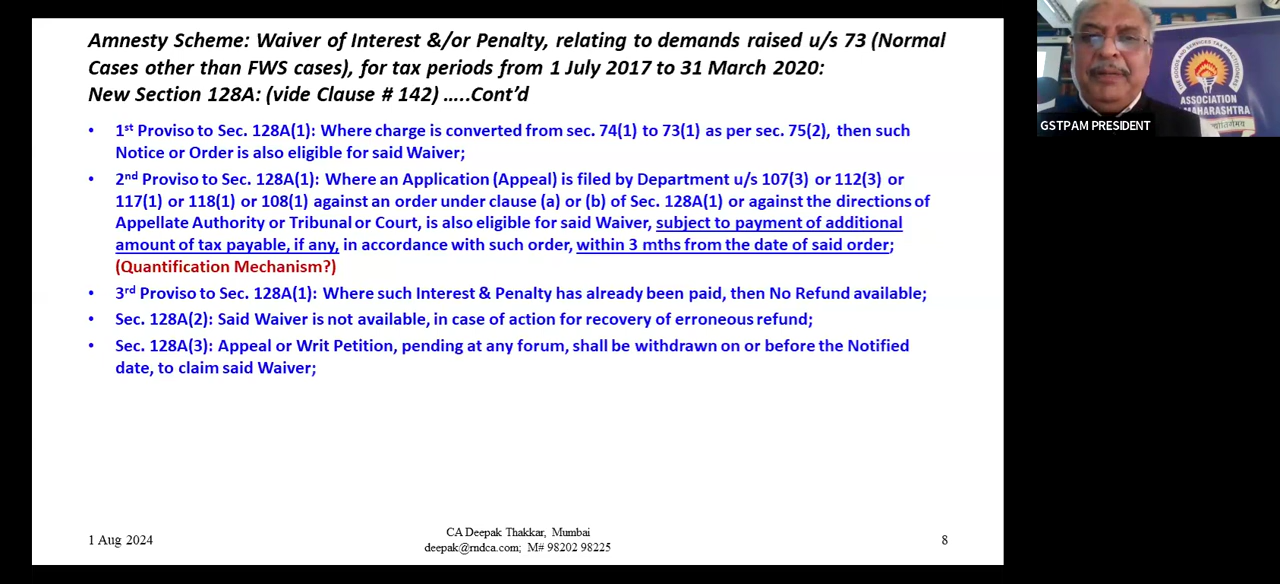 Amnesty Scheme: Waiver of Interest &/or Penalty, relating to demands raised u/s 73 (Normal
Cases other than FWS cases), for tax periods from 1 July 2017 to 31 March 2020:
New Section 128A: (vide Clause # 142) .....Cont'd
• 1st Proviso to Sec. 128A(1): Where charge is converted from sec. 74(1) to 73(1) as per sec. 75(2), then such
Notice or Order is also eligible for said Waiver;
• 2nd Proviso to Sec. 128A(1): Where an Application (Appeal) is filed by Department u/s 107(3) or 112(3) or
117(1) or 118(1) or 108(1) against an order under clause (a) or (b) of Sec. 128A(1) or against the directions of
Appellate Authority or Tribunal or Court, is also eligible for said Waiver, subject to payment of additional
amount of tax payable, if any, in accordance with such order, within 3 mths from the date of said order;
(Quantification Mechanism?)
• 3rd Proviso to Sec. 128A(1): Where such Interest & Penalty has already been paid, then No Refund available;
• Sec. 128A(2): Said Waiver is not available, in case of action for recovery of erroneous refund;
• Sec. 128A(3): Appeal or Writ Petition, pending at any forum, shall be withdrawn on or before the Notified
date, to claim said Waiver;
1 Aug 2024
CA Deepak Thakkar, Mumbai
deepak@rndca.com; M# 98202 98225
8
ASSOCIATION
MAHARASHTRA
GSTPAM PRESIDENT